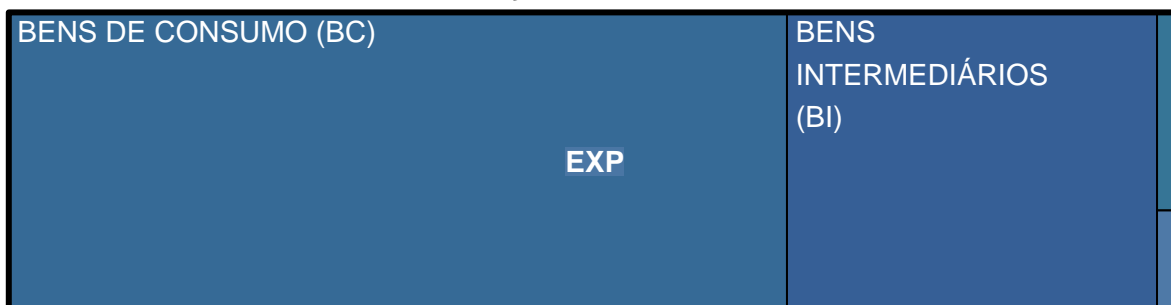 BENS DE CONSUMO (BC)
BENS
INTERMEDIÁRIOS
(BI)
EXP